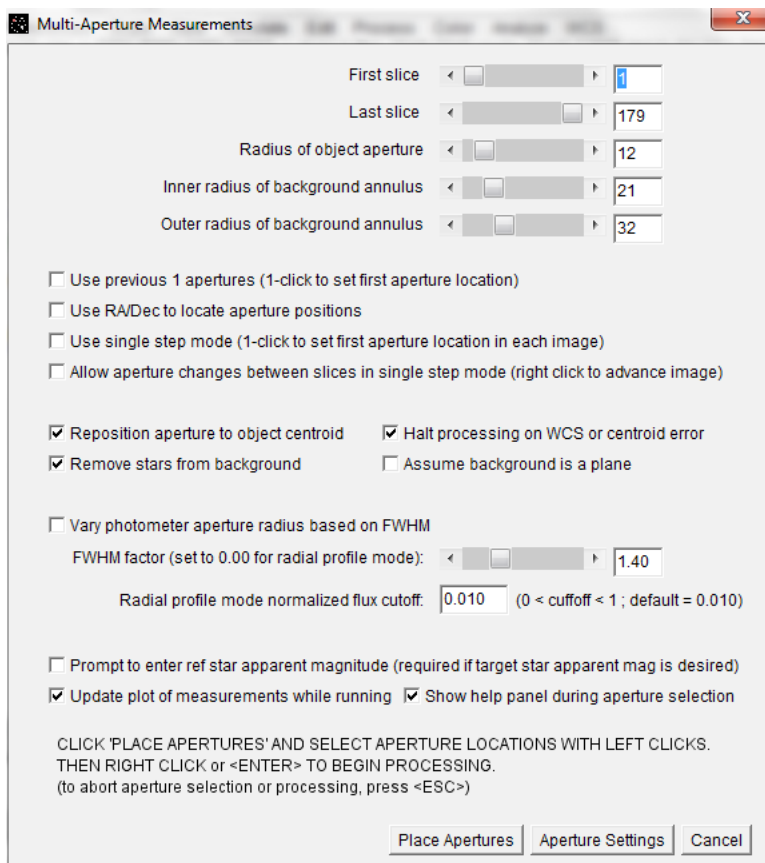 Multi-Aperture Measurements
First slice 1
Last slice 179
Radius of object aperture 12
Inner radius of background annulus 21
Outer radius of background annulus 32
Use previous 1 apertures (1-click to set first aperture location)
Use RA/Dec to locate aperture positions
Use single step mode (1-click to set first aperture location in each image)
Allow aperture changes between slices in single step mode (right click to advance image)
Reposition aperture to object centroid Halt processing on WCS or centroid error
Remove stars from background Assume background is a plane
Vary photometer aperture radius based on FWHM
FWHM factor (set to 0.00 for radial profile mode): 1.40
Radial profile mode normalized flux cutoff: 0.010 (0 < cuffoff < 1 ; default = 0.010)
Prompt to enter ref star apparent magnitude (required if target star apparent mag is desired)
Update plot of measurements while running Show help panel during aperture selection
CLICK 'PLACE APERTURES' AND SELECT APERTURE LOCATIONS WITH LEFT CLICKS.
THEN RIGHT CLICK or <ENTER> TO BEGIN PROCESSING.
(to abort aperture selection or processing, press <ESC>)
Place Apertures Aperture Settings Cancel